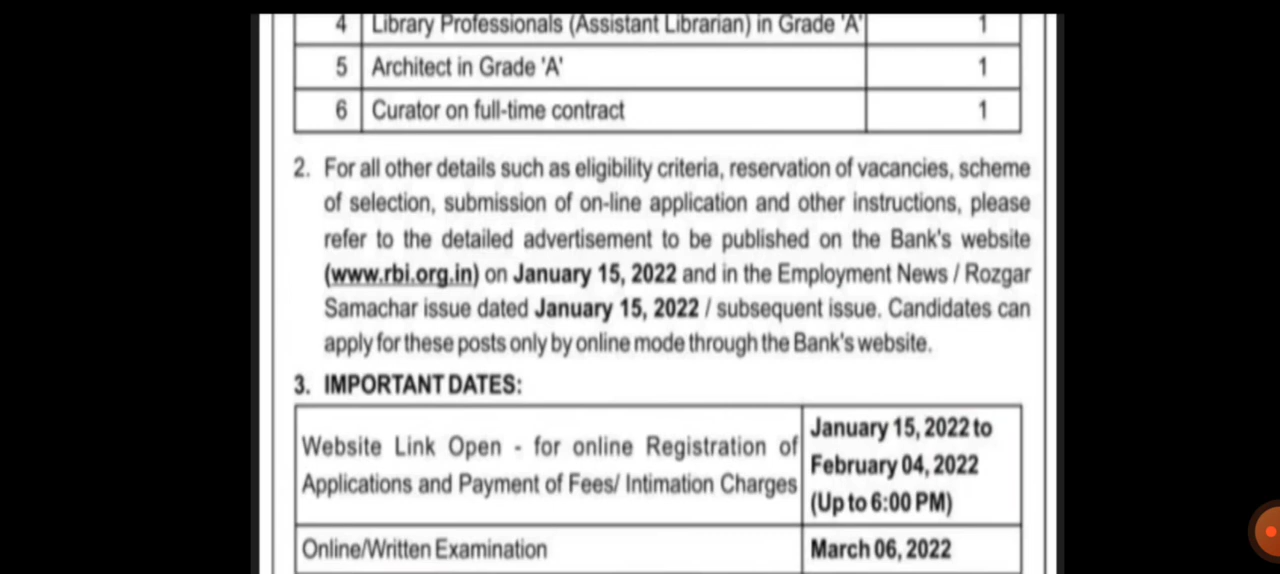 4 Library Professionals (Assistant Librarian) in Grade 'A' 1
5 Architect in Grade 'A' 1
6 Curator on full-time contract 1
2. For all other details such as eligibility criteria, reservation of vacancies, scheme
of selection, submission of on-line application and other instructions, please
refer to the detailed advertisement to be published on the Bank's website
(www.rbi.org.in) on January 15, 2022 and in the Employment News / Rozgar
Samachar issue dated January 15, 2022 / subsequent issue. Candidates can
apply for these posts only by online mode through the Bank's website.
3. IMPORTANT DATES:
Website Link Open - for online Registration of
Applications and Payment of Fees/ Intimation Charges
January 15, 2022 to
February 04, 2022
(Up to 6:00 PM)
Online/Written Examination March 06, 2022